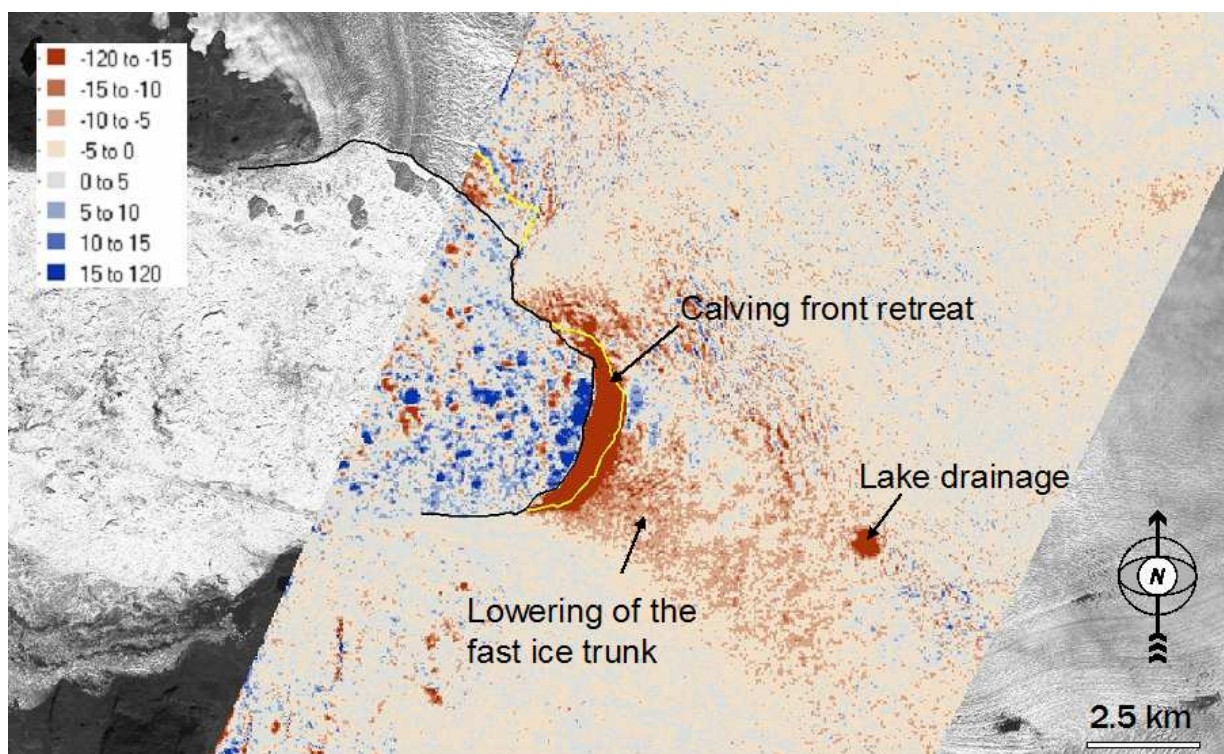 -120 to -15
-15 to -10
-10 to -5
-5 to 0
0 to 5
5 to 10
10 to 15
15 to 120
Calving front retreat
Lake drainage
Lowering of the
fast ice trunk
N
2.5 km